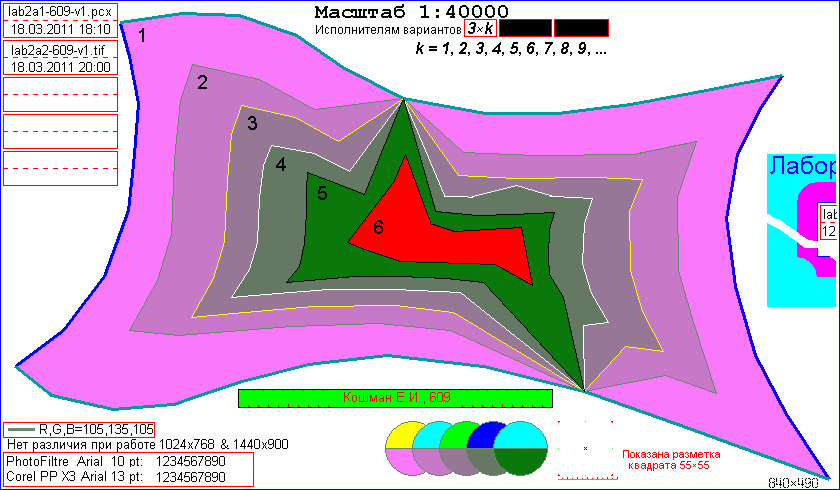 lab2a1-609-v1.pcx
18.03.2011 18:10
lab2a2-609-v1.tif
18.03.2011 20:00
Масштаб 1:40000
Исполнителям вариантов 3×k
k = 1, 2, 3, 4, 5, 6, 7, 8, 9, ...
1
2
3
4
5
6
Лабор
lab
12
Кошман Е.И., 609
R,G,B=105,135,105
Нет различия при работе 1024x768 & 1440x900
PhotoFiltre Arial 10 pt: 1234567890
Corel PP X3 Arial 13 pt: 1234567890
Показана разметка
квадрата 55×55
840×490